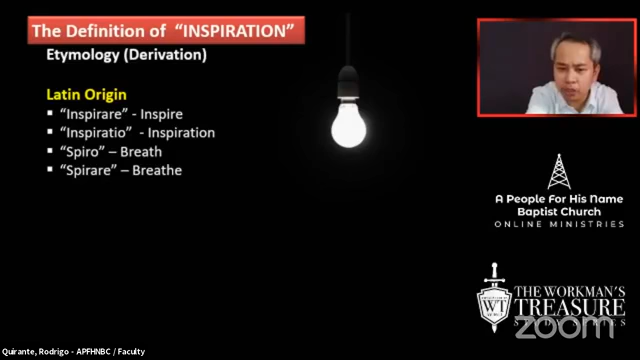 The Definition of “INSPIRATION”
Etymology (Derivation)
Latin Origin
▪ “Inspirare” - Inspire
▪ “Inspiratio” - Inspiration
▪ “Spiro” – Breath
▪ “Spirare” – Breathe
A People For His Name
Baptist Church
ONLINE MINISTRIES
WT
THE WORKMAN'S
TREASURE
zoom
Quirante, Rodrigo - APFHNBC / Faculty